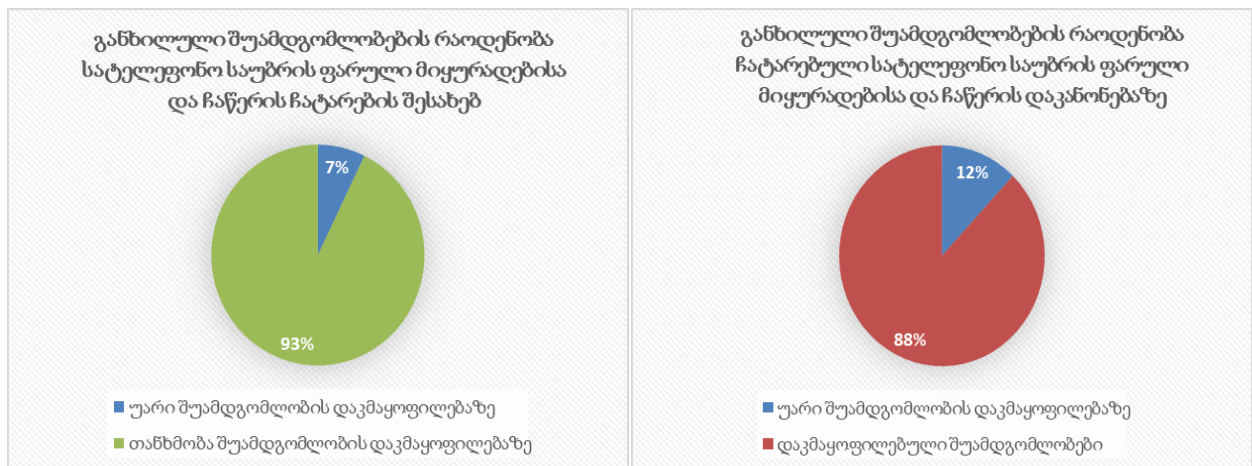 განხილული შუამდგომლობების რაოდენობა
სატელეფონო საუბრის ფარული მიყურადებისა
და ჩაწერის ჩატარების შესახებ
7%
93%
უარი შუამდგომლობის დაკმაყოფილებაზე
თანხმობა შუამდგომლობის დაკმაყოფილებაზე
განხილული შუამდგომლობების რაოდენობა
ჩატარებული სატელეფონო საუბრის ფარული
მიყურადებისა და ჩაწერის დაკანონებაზე
12%
88%
უარი შუამდგომლობის დაკმაყოფილებაზე
დაკმაყოფილებული შუამდგომლობები